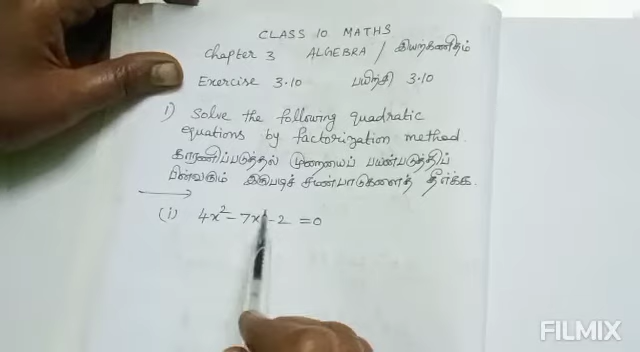 CLASS 10 MATHS
Chapter 3 ALGEBRA / இயற்கணிதம்
Exercise 3.10 பயிற்சி 3.10
1) Solve the following quadratic
equations by factorization method.
காரணிப்படுத்தல் முறையைப் பயன்படுத்திப்
பின்வரும் இருபடிச் சமன்பாடுகளைத் தீர்க்க.
(i) 4x² - 7x - 2 = 0
FILMIX